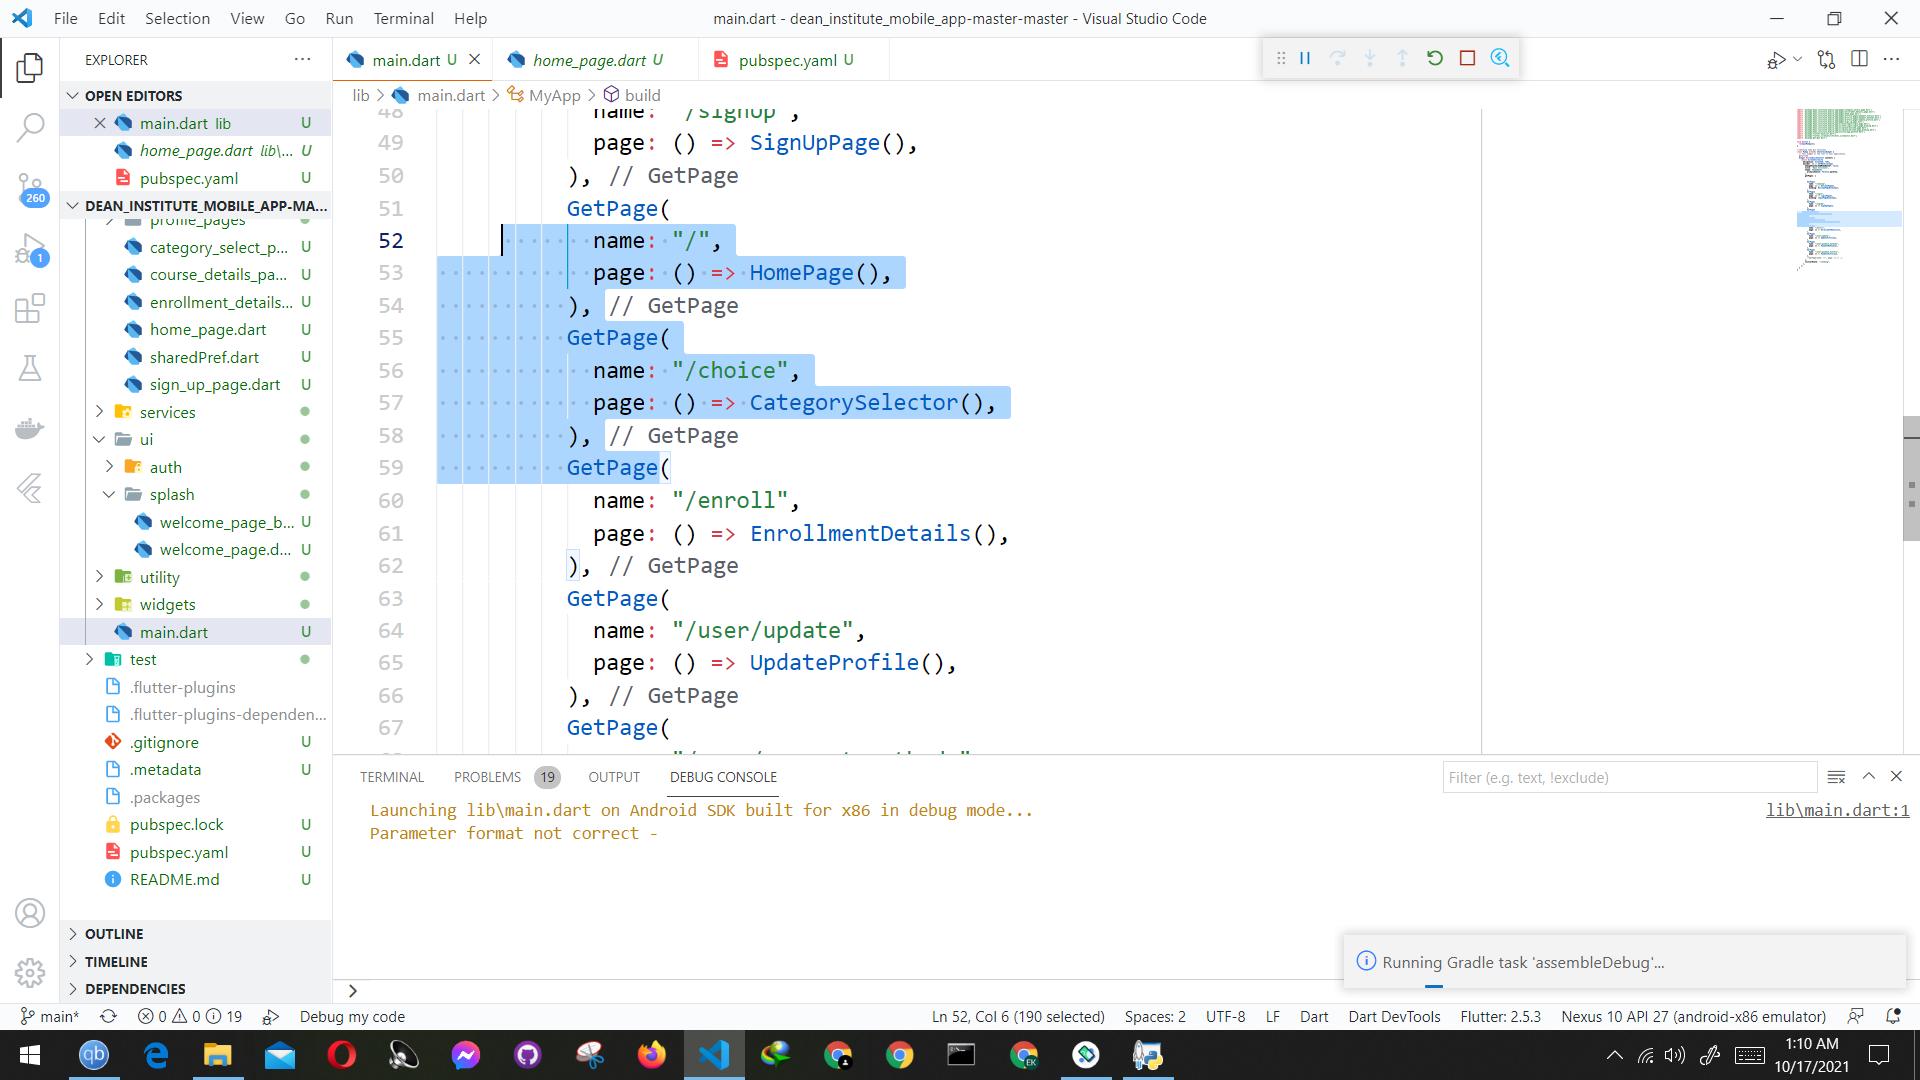 File Edit Selection View Go Run Terminal Help
main.dart - dean_institute_mobile_app-master-master - Visual Studio Code
EXPLORER
OPEN EDITORS
main.dart lib U
home_page.dart lib\... U
pubspec.yaml U
260
1
DEAN_INSTITUTE_MOBILE_APP-MA...
profile_pages
category_select_p... U
course_details_pa... U
enrollment_details... U
home_page.dart U
sharedPref.dart U
sign_up_page.dart U
services
ui
auth
splash
welcome_page_b... U
welcome_page.d... U
utility
widgets
main.dart U
test
.flutter-plugins
.flutter-plugins-dependen...
.gitignore U
.metadata U
.packages
pubspec.lock U
pubspec.yaml U
README.md U
OUTLINE
TIMELINE
DEPENDENCIES
main.dart U
home_page.dart U
pubspec.yaml U
lib > main.dart > MyApp > build
48 name: "/signup",
49 page: () => SignUpPage(),
50 ), // GetPage
51 GetPage(
52 name: "/",
53 page: () => HomePage(),
54 ), // GetPage
55 GetPage(
56 name: "/choice",
57 page: () => CategorySelector(),
58 ), // GetPage
59 GetPage(
60 name: "/enroll",
61 page: () => EnrollmentDetails(),
62 ), // GetPage
63 GetPage(
64 name: "/user/update",
65 page: () => UpdateProfile(),
66 ), // GetPage
67 GetPage(
TERMINAL PROBLEMS 19 OUTPUT DEBUG CONSOLE
Filter (e.g. text, !exclude)
Launching lib\main.dart on Android SDK built for x86 in debug mode...
lib\main.dart:1
Parameter format not correct -
Running Gradle task 'assembleDebug'...
main* 0 0 19 Debug my code
Ln 52, Col 6 (190 selected) Spaces: 2 UTF-8 LF Dart Dart DevTools Flutter: 2.5.3 Nexus 10 API 27 (android-x86 emulator)
qb
EK
1:10 AM
10/17/2021